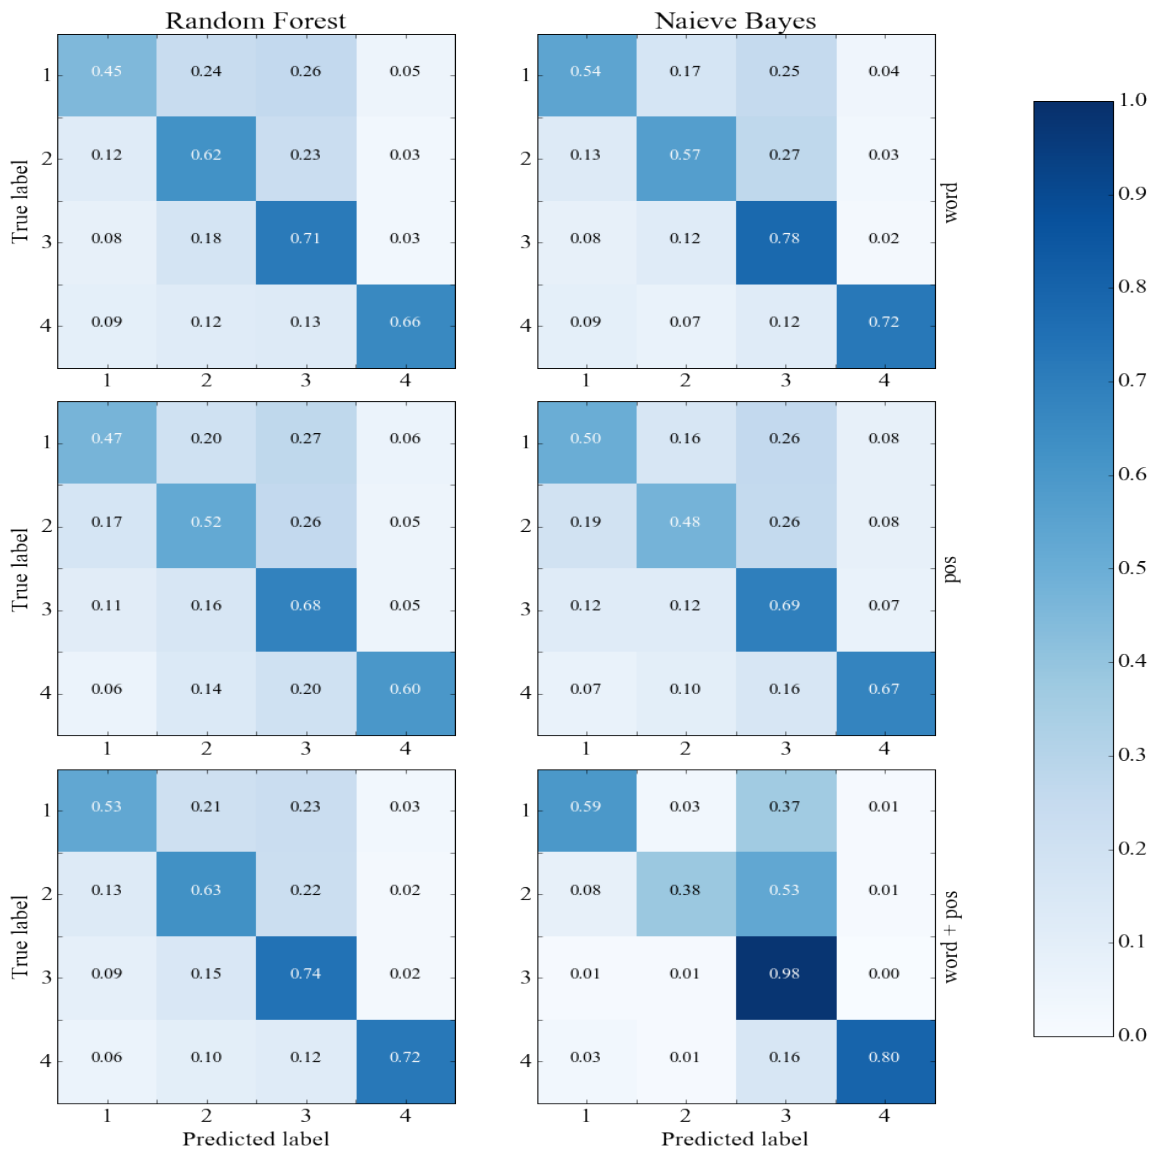 Random Forest Naieve Bayes
1 0.45 0.24 0.26 0.05 1 0.54 0.17 0.25 0.04
2 0.12 0.62 0.23 0.03 2 0.13 0.57 0.27 0.03
3 0.08 0.18 0.71 0.03 3 0.08 0.12 0.78 0.02
4 0.09 0.12 0.13 0.66 4 0.09 0.07 0.12 0.72
1 2 3 4 1 2 3 4
True label
word
1 0.47 0.20 0.27 0.06 1 0.50 0.16 0.26 0.08
2 0.17 0.52 0.26 0.05 2 0.19 0.48 0.26 0.08
3 0.11 0.16 0.68 0.05 3 0.12 0.12 0.69 0.07
4 0.06 0.14 0.20 0.60 4 0.07 0.10 0.16 0.67
1 2 3 4 1 2 3 4
True label
pos
1 0.53 0.21 0.23 0.03 1 0.59 0.03 0.37 0.01
2 0.13 0.63 0.22 0.02 2 0.08 0.38 0.53 0.01
3 0.09 0.15 0.74 0.02 3 0.01 0.01 0.98 0.00
4 0.06 0.10 0.12 0.72 4 0.03 0.01 0.16 0.80
1 2 3 4 1 2 3 4
True label
word + pos
Predicted label Predicted label
1.0
0.9
0.8
0.7
0.6
0.5
0.4
0.3
0.2
0.1
0.0